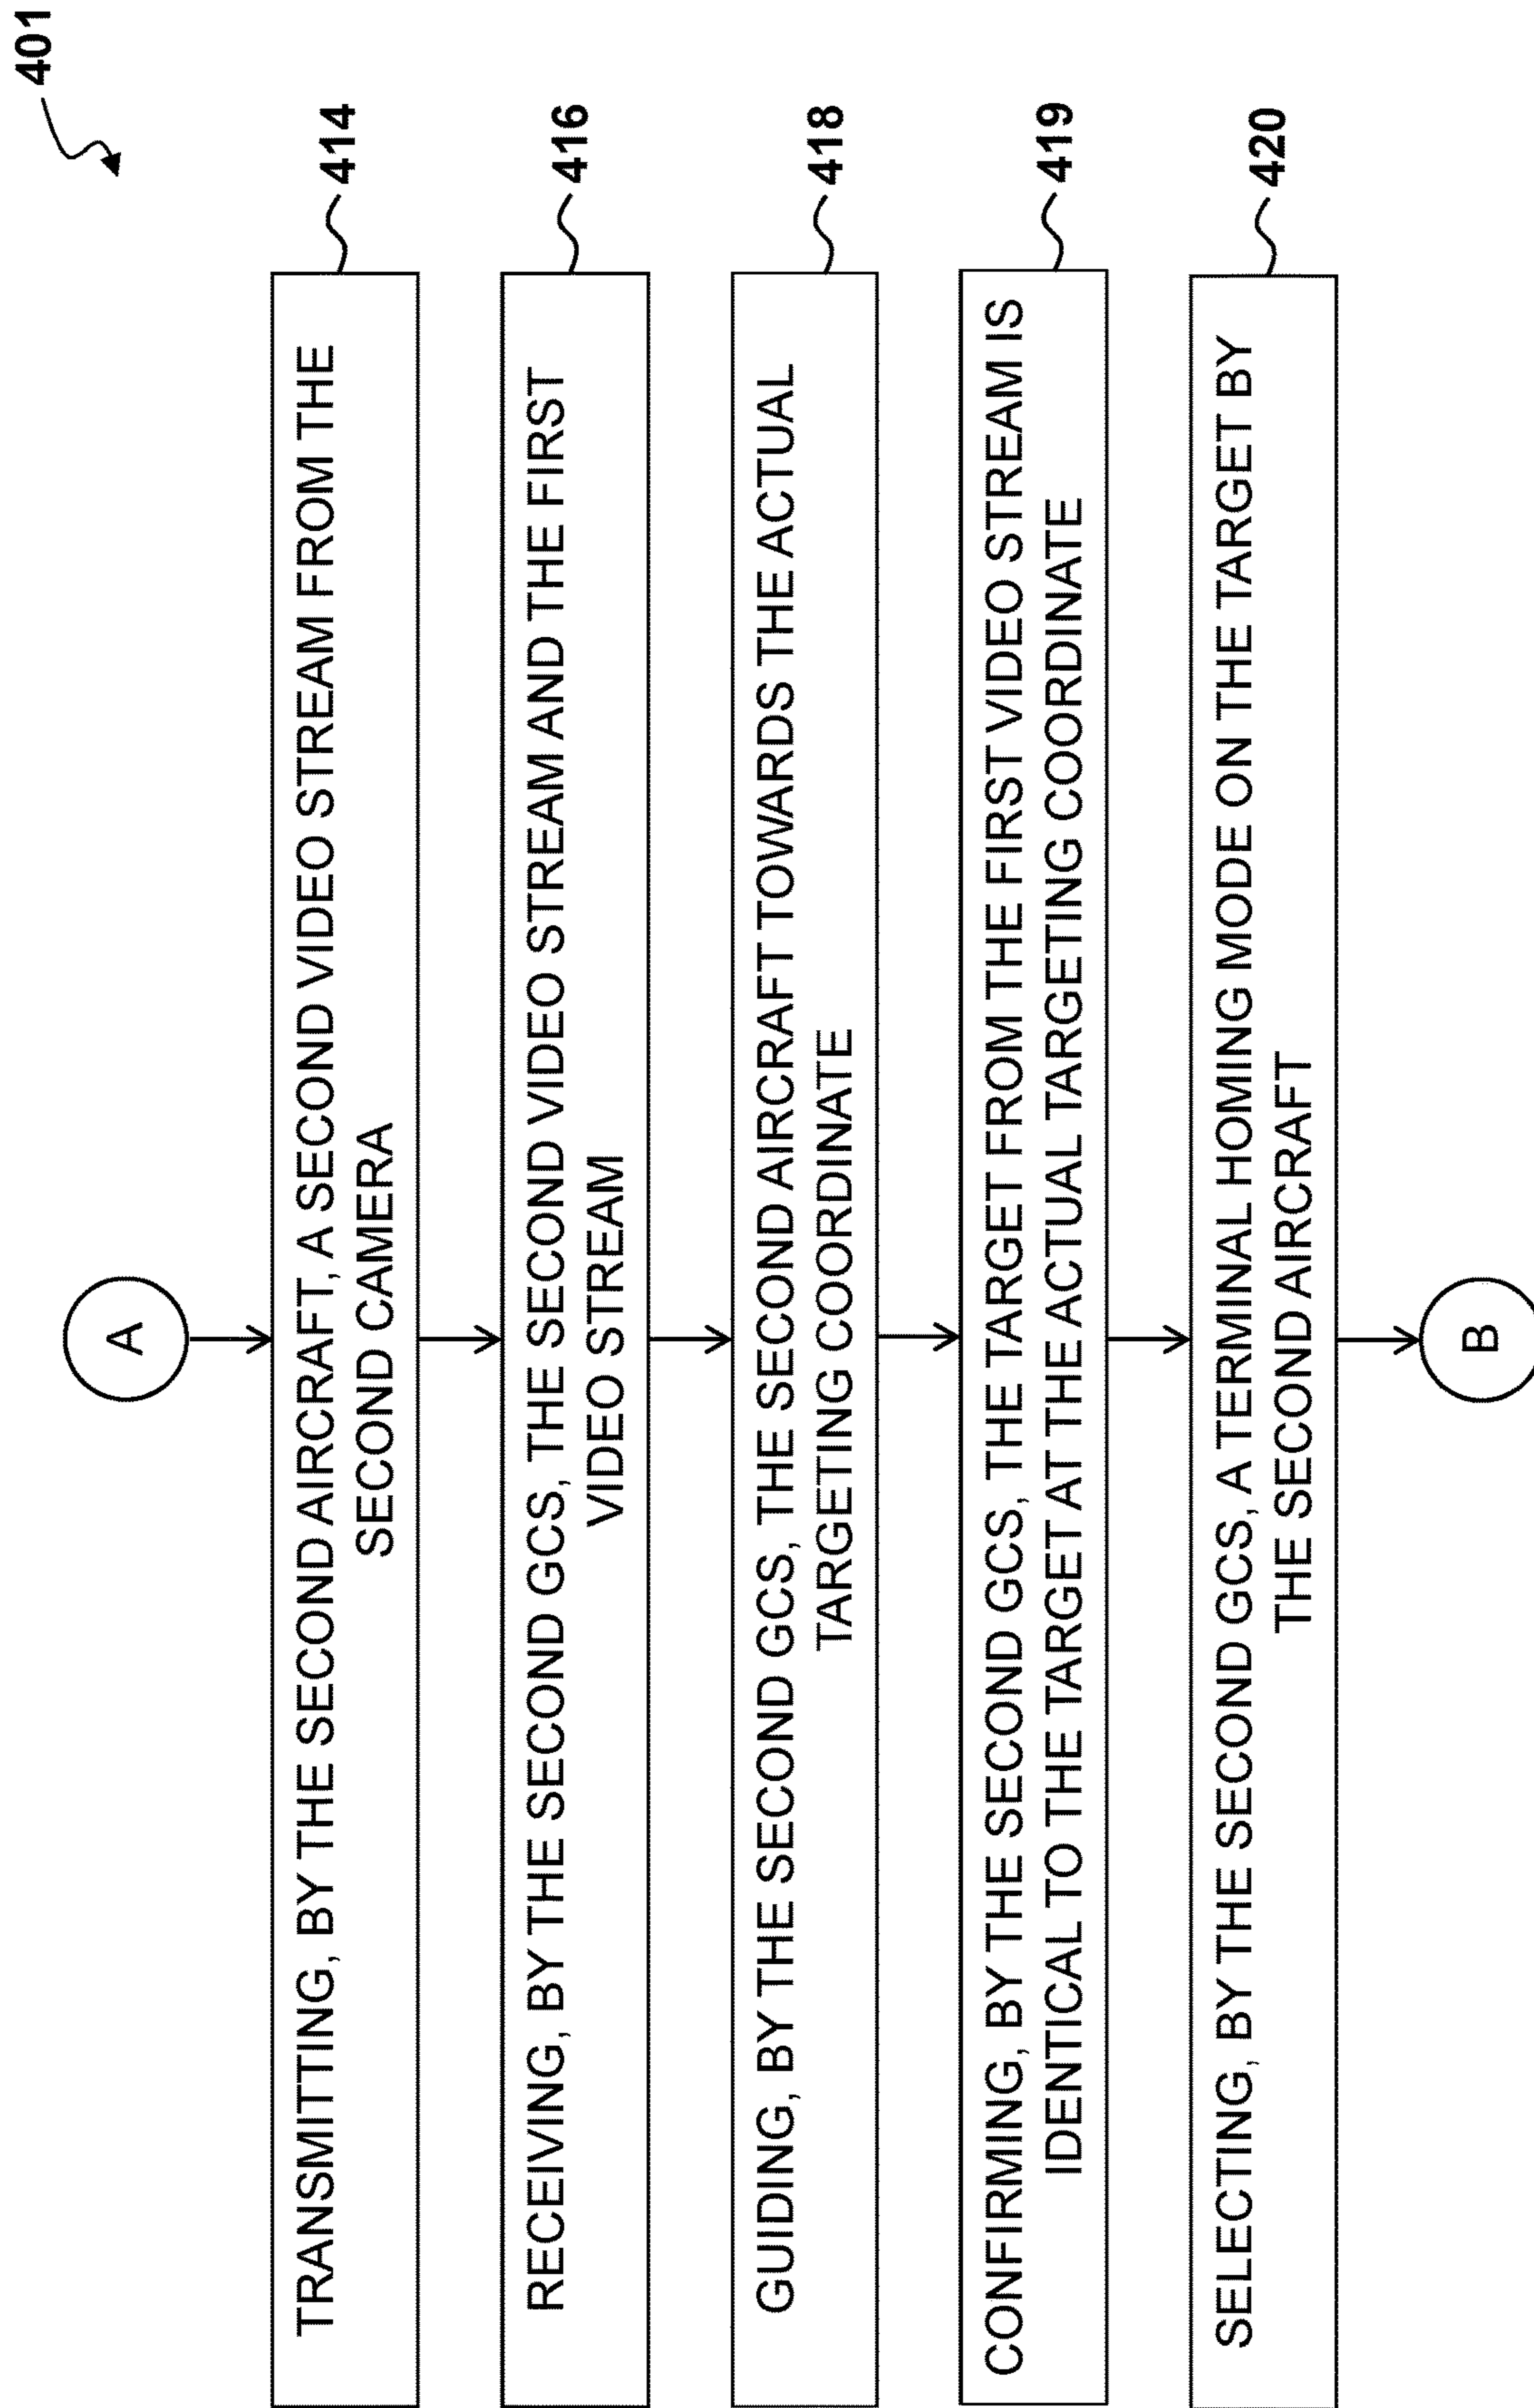 401
A
TRANSMITTING, BY THE SECOND AIRCRAFT, A SECOND VIDEO STREAM FROM THE
SECOND CAMERA
414
RECEIVING, BY THE SECOND GCS, THE SECOND VIDEO STREAM AND THE FIRST
VIDEO STREAM
416
GUIDING, BY THE SECOND GCS, THE SECOND AIRCRAFT TOWARDS THE ACTUAL
TARGETING COORDINATE
418
CONFIRMING, BY THE SECOND GCS, THE TARGET FROM THE FIRST VIDEO STREAM IS
IDENTICAL TO THE TARGET AT THE ACTUAL TARGETING COORDINATE
419
SELECTING, BY THE SECOND GCS, A TERMINAL HOMING MODE ON THE TARGET BY
THE SECOND AIRCRAFT
420
B